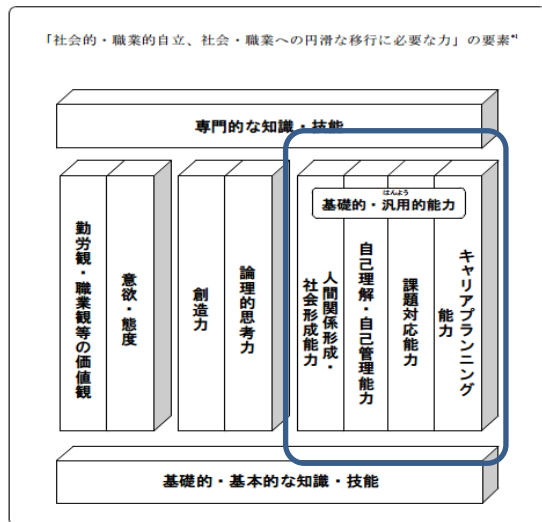 「社会的・職業的自立、社会・職業への円滑な移行に必要な力」の要素*1
専門的な知識・技能
はんよう
基礎的・汎用的能力
勤労観・職業観等の価値観
意欲・態度
創造力
論理的思考力
人間関係形成・
社会形成能力
自己理解・自己管理能力
課題対応能力
キャリアプランニング
能力
基礎的・基本的な知識・技能